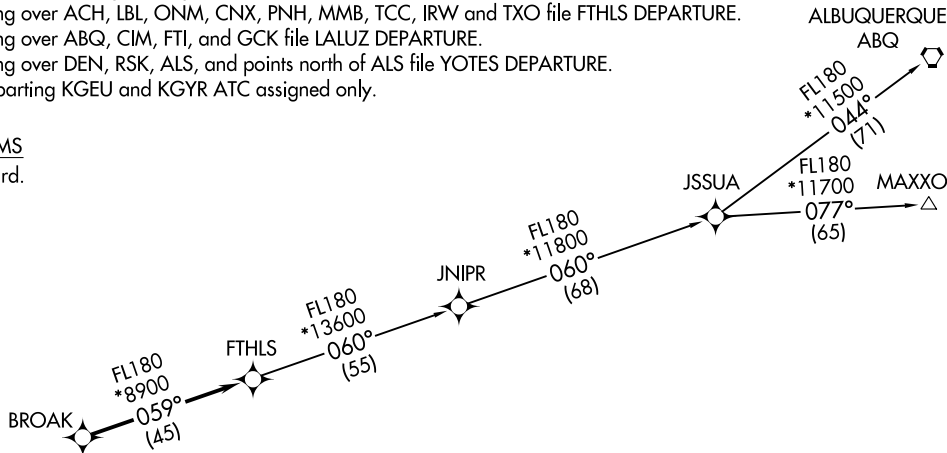 ng over ACH, LBL, ONM, CNX, PNH, MMB, TCC, IRW and TXO file FTHLS DEPARTURE.
ng over ABQ, CIM, FTI, and GCK file LALUZ DEPARTURE.
ng over DEN, RSK, ALS, and points north of ALS file YOTES DEPARTURE.
parting KGEU and KGYR ATC assigned only.
MS
rd.
ALBUQUERQUE
ABQ
FL180
*11500
044°
(71)
FL180
*11700
077°
(65)
MAXXO
JSSUA
FL180
*11800
060°
(68)
JNIPR
FL180
*13600
060°
(55)
FTHLS
FL180
*8900
059°
(45)
BROAK